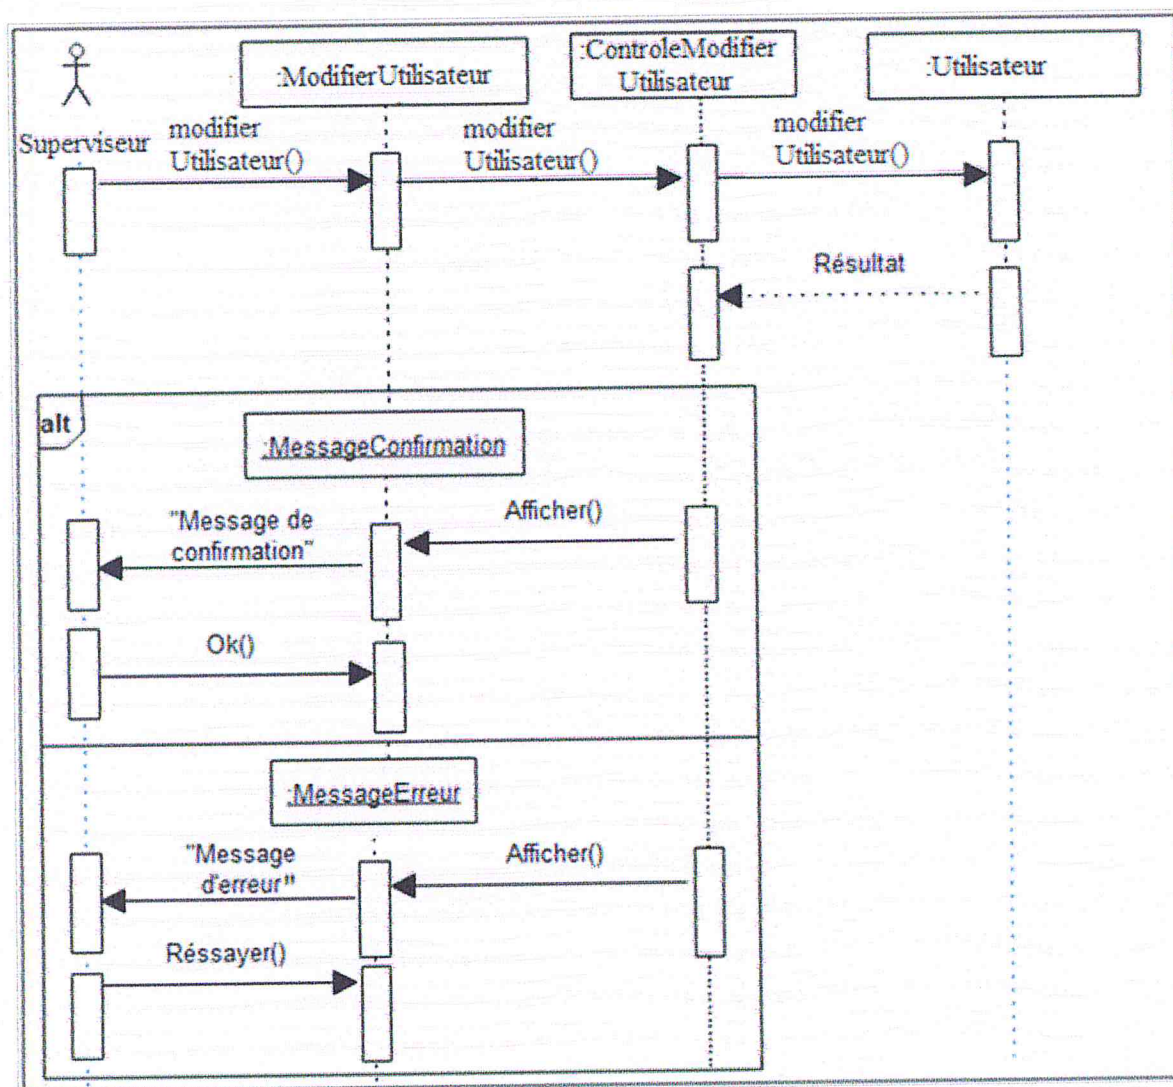 :ModifierUtilisateur
:ControleModifier
Utilisateur
:Utilisateur
Superviseur
modifier
Utilisateur()
modifier
Utilisateur()
modifier
Utilisateur()
Résultat
alt
:MessageConfirmation
Afficher()
"Message de
confirmation"
Ok()
:MessageErreur
Afficher()
"Message
d'erreur"
Réssayer()